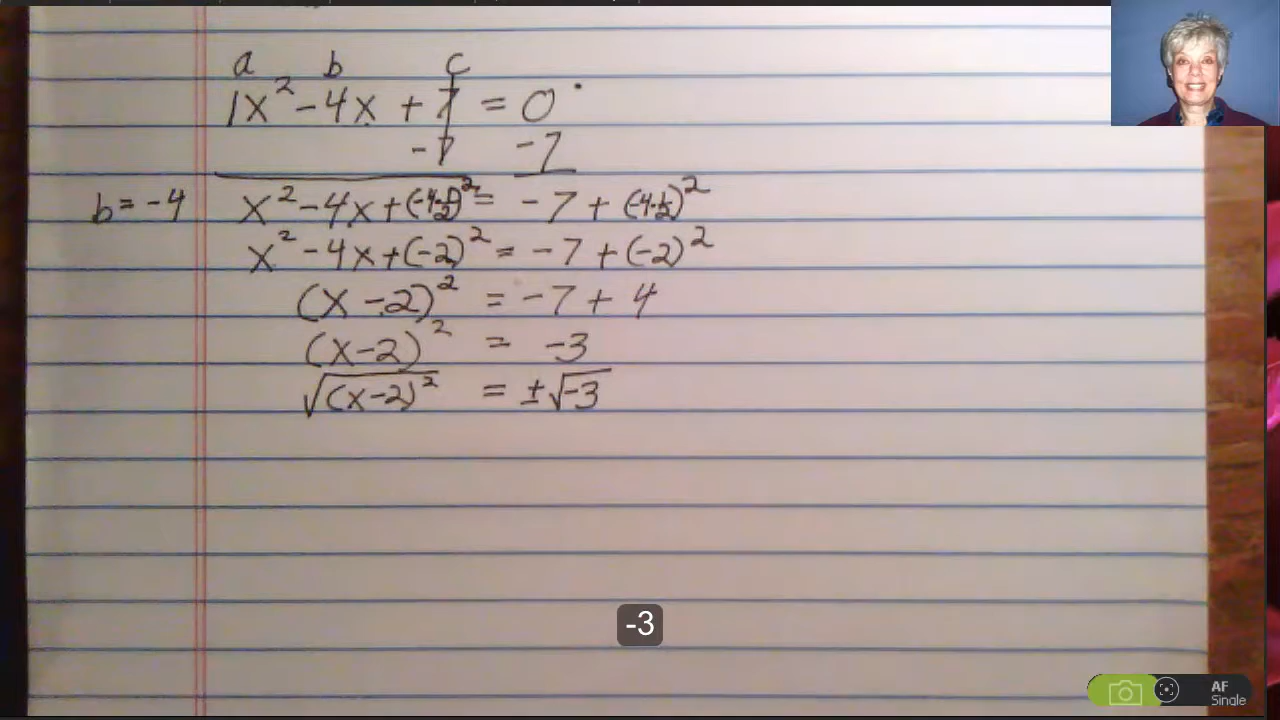 a b c
1x² - 4x + 7 = 0
-7 -7
b = -4 x² - 4x + (-4·½)² = -7 + (-4·½)²
x² - 4x + (-2)² = -7 + (-2)²
(x - 2)² = -7 + 4
(x - 2)² = -3
√(x - 2)² = ±√-3
-3
AF
Single